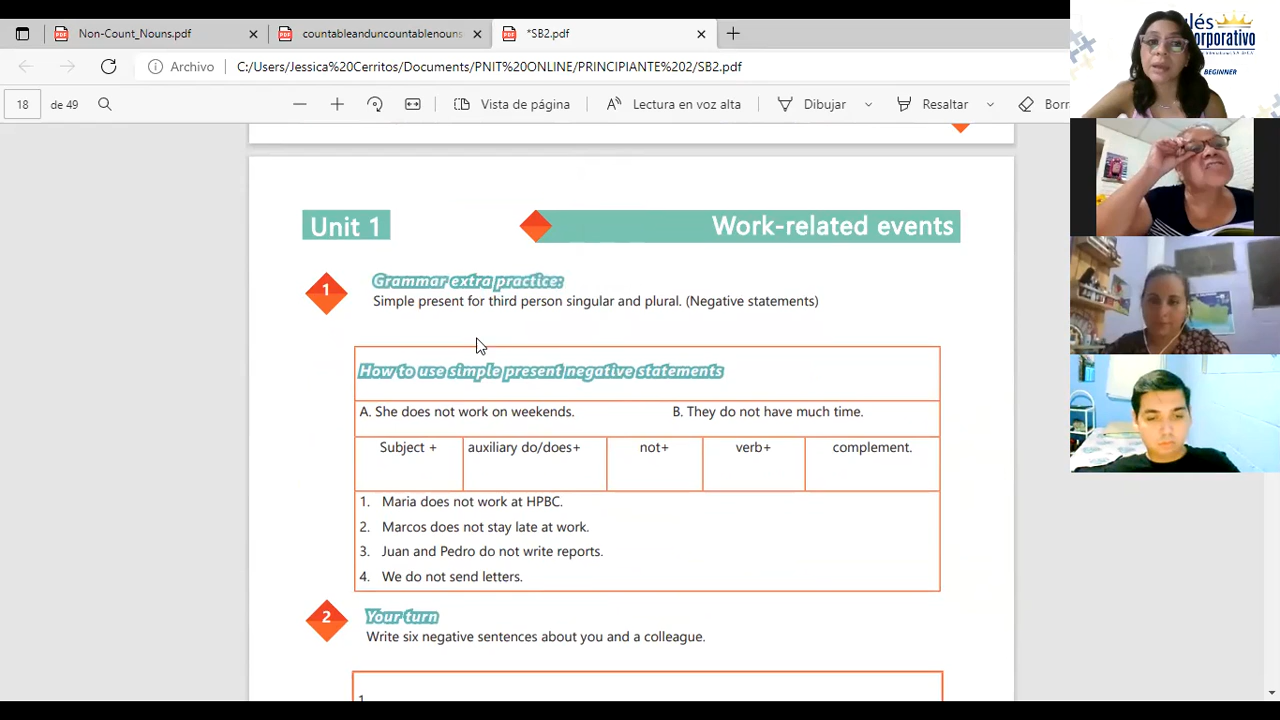 Non-Count_Nouns.pdf
countableanduncountablenouns
*SB2.pdf
Archivo
C:/Users/Jessica%20Cerritos/Documents/PNIT%20ONLINE/PRINCIPIANTE%202/SB2.pdf
18 de 49
Vista de página
Lectura en voz alta
Dibujar
Resaltar
Borr
lés
rporativo
BEGINNER
Unit 1
Work-related events
1
Grammar extra practice:
Simple present for third person singular and plural. (Negative statements)
How to use simple present negative statements
A. She does not work on weekends. B. They do not have much time.
Subject + auxiliary do/does+ not+ verb+ complement.
1. Maria does not work at HPBC.
2. Marcos does not stay late at work.
3. Juan and Pedro do not write reports.
4. We do not send letters.
2
Your turn
Write six negative sentences about you and a colleague.
1